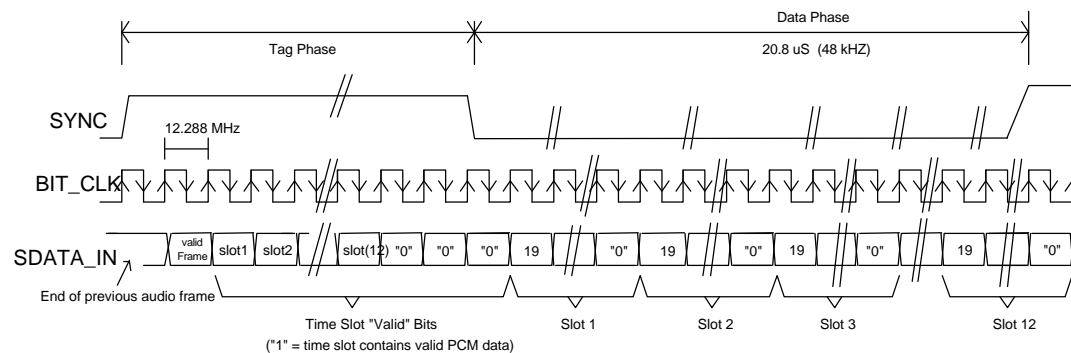 Data Phase
Tag Phase
20.8 uS (48 kHZ)
SYNC
12.288 MHz
BIT_CLK
SDATA_IN
valid
Frame
slot1
slot2
slot(12)
"0"
"0"
"0"
19
"0"
19
"0"
19
"0"
19
"0"
End of previous audio frame
Time Slot "Valid" Bits
("1" = time slot contains valid PCM data)
Slot 1
Slot 2
Slot 3
Slot 12